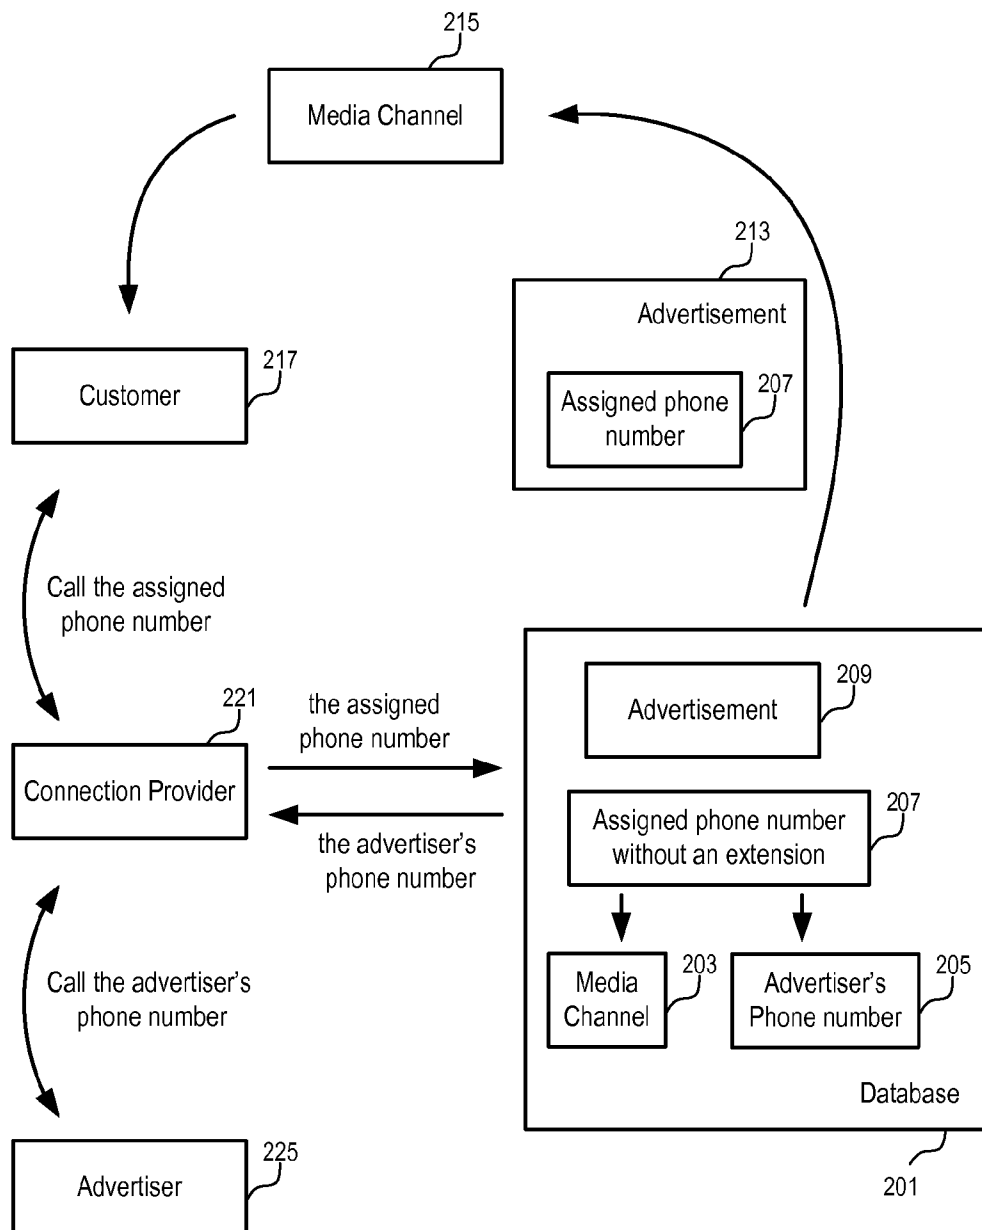 215
Media Channel
213
Advertisement
207
Assigned phone
number
217
Customer
Call the assigned
phone number
221
Connection Provider
the assigned
phone number
the advertiser's
phone number
209
Advertisement
207
Assigned phone number
without an extension
203
Media
Channel
205
Advertiser's
Phone number
Database
201
Call the advertiser's
phone number
225
Advertiser